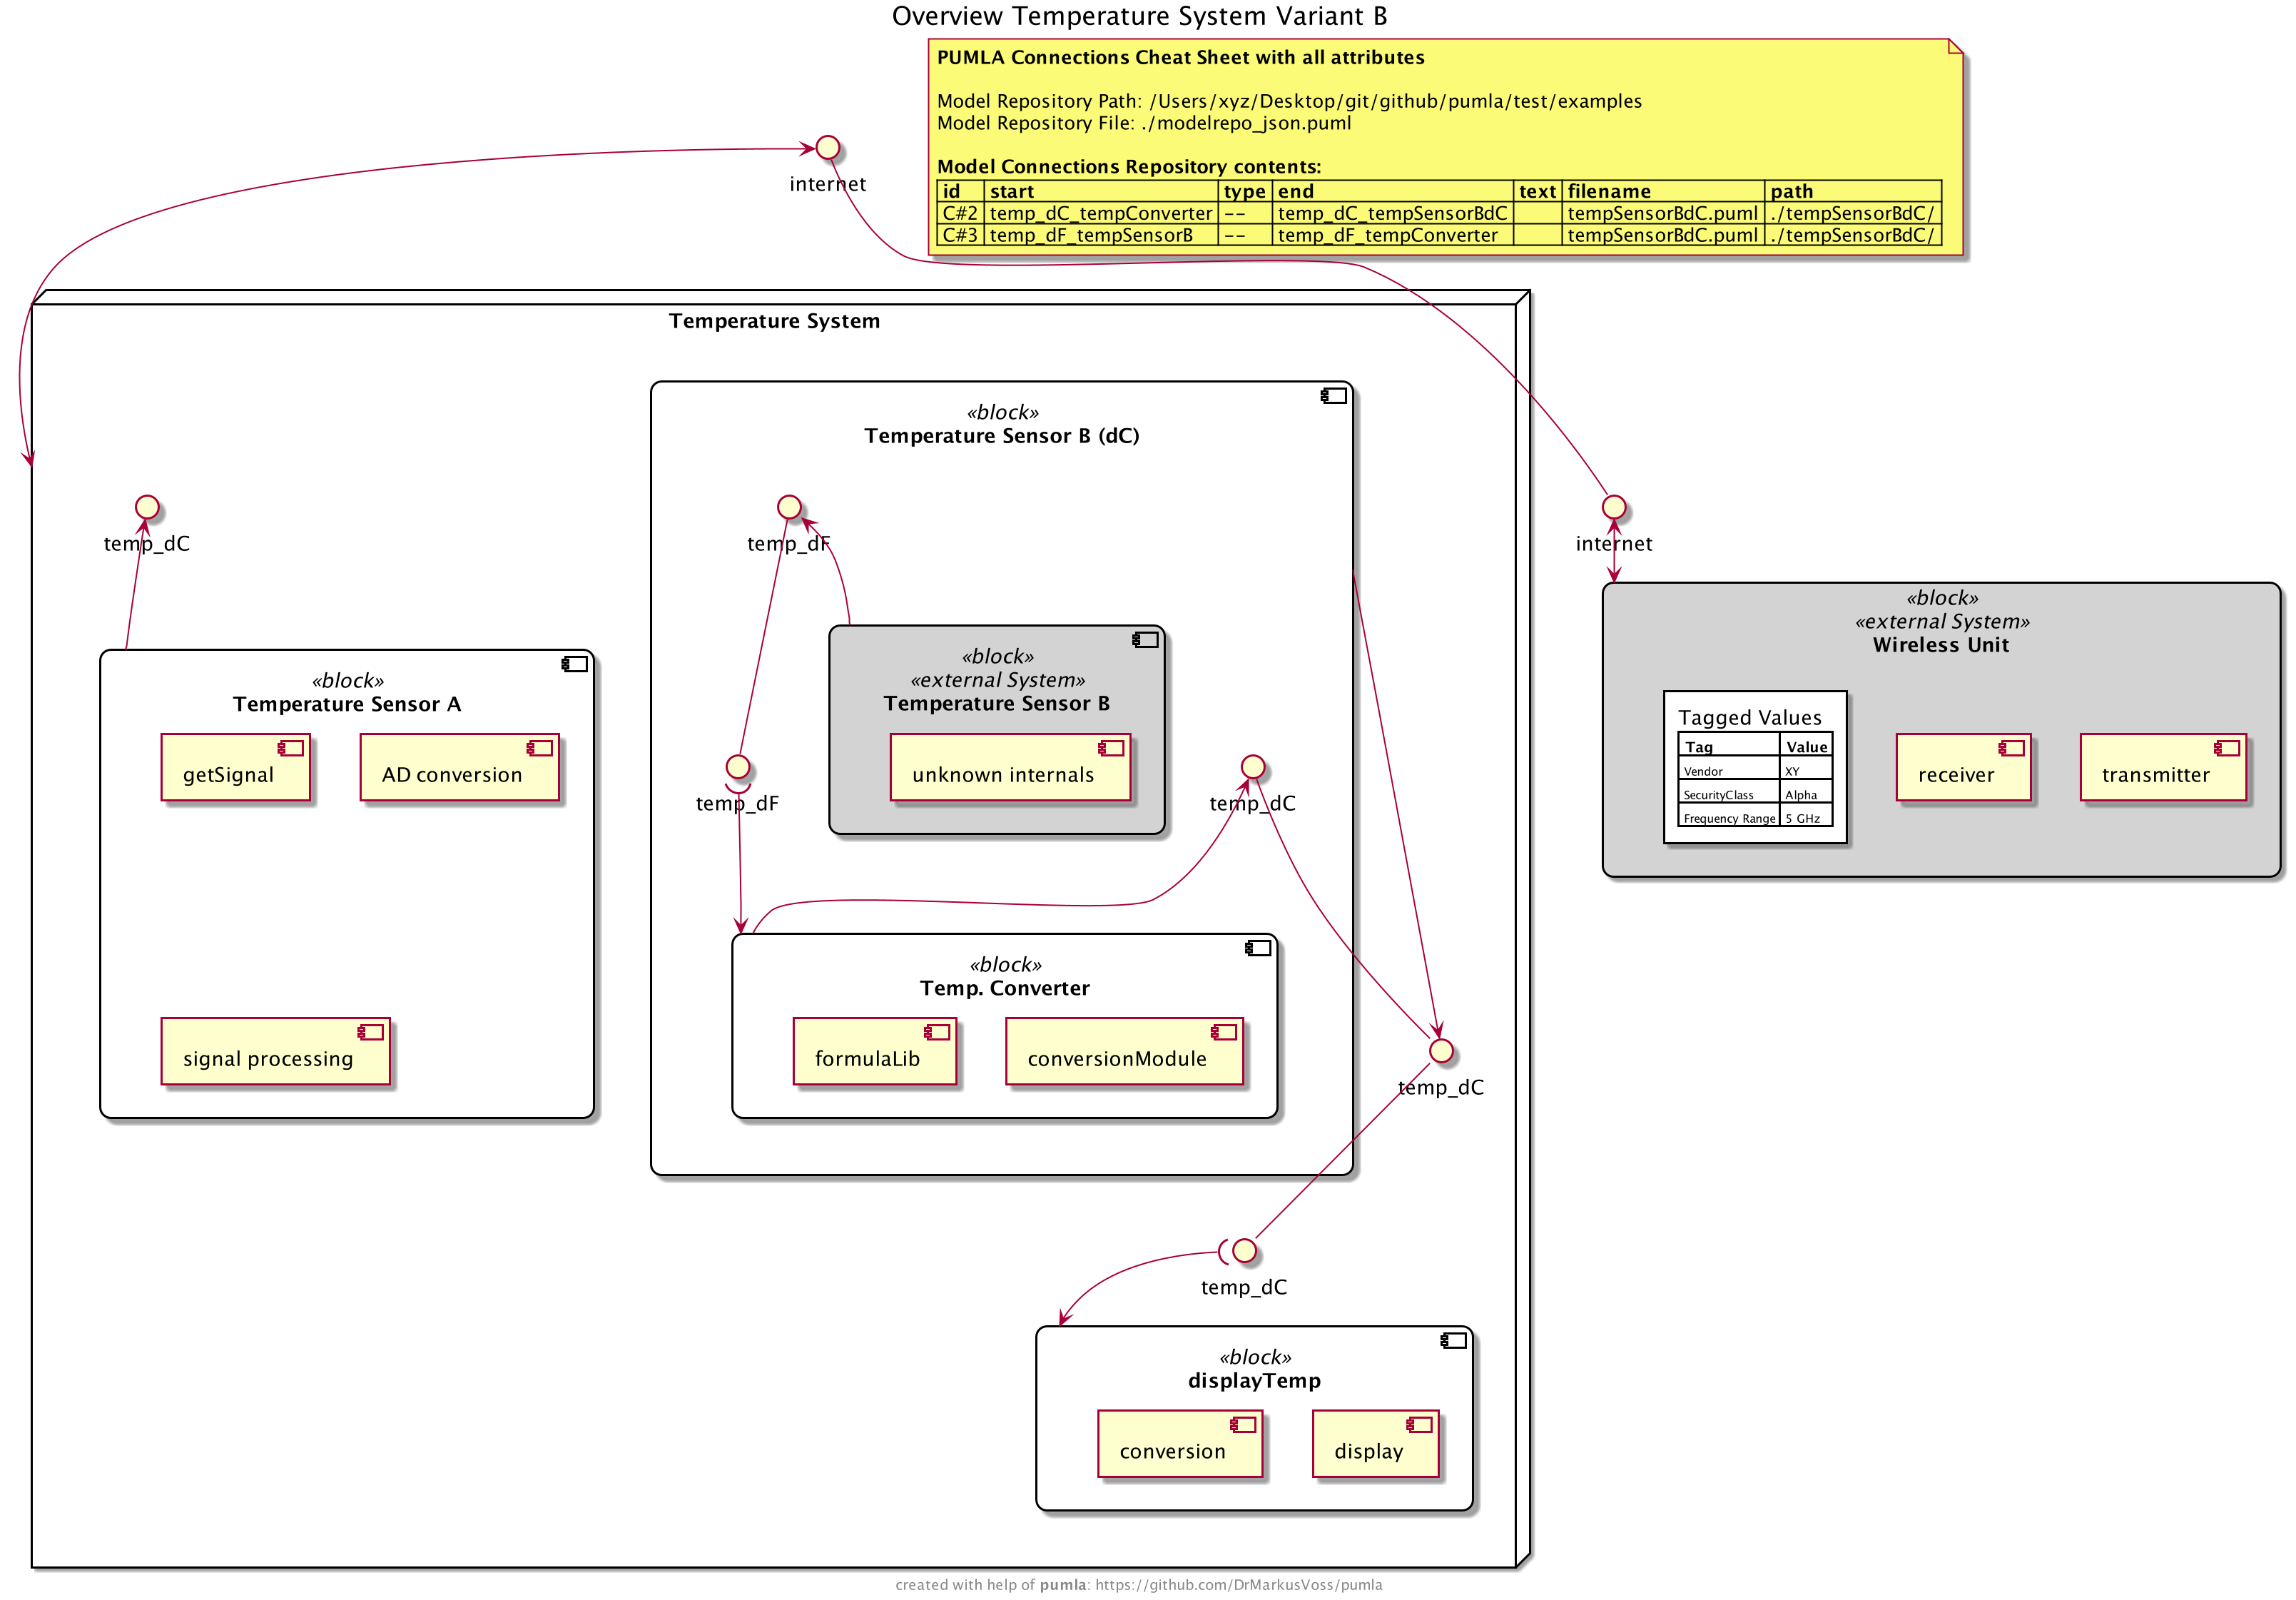 Overview Temperature System Variant B
PUMLA Connections Cheat Sheet with all attributes
Model Repository Path: /Users/xyz/Desktop/git/github/pumla/test/examples
Model Repository File: ./modelrepo_json.puml
Model Connections Repository contents:
id start type end text filename path
C#2 temp_dC_tempConverter -- temp_dC_tempSensorBdC tempSensorBdC.puml ./tempSensorBdC/
C#3 temp_dF_tempSensorB -- temp_dF_tempConverter tempSensorBdC.puml ./tempSensorBdC/
internet
Temperature System
«block»
Temperature Sensor B (dC)
temp_dC
temp_dF
internet
«block»
«external System»
Wireless Unit
Tagged Values
Tag Value
Vendor XY
SecurityClass Alpha
Frequency Range 5 GHz
receiver
transmitter
«block»
«external System»
Temperature Sensor B
unknown internals
«block»
Temperature Sensor A
getSignal
AD conversion
signal processing
temp_dF
temp_dC
«block»
Temp. Converter
formulaLib
conversionModule
temp_dC
temp_dC
«block»
displayTemp
conversion
display
created with help of pumla: https://github.com/DrMarkusVoss/pumla